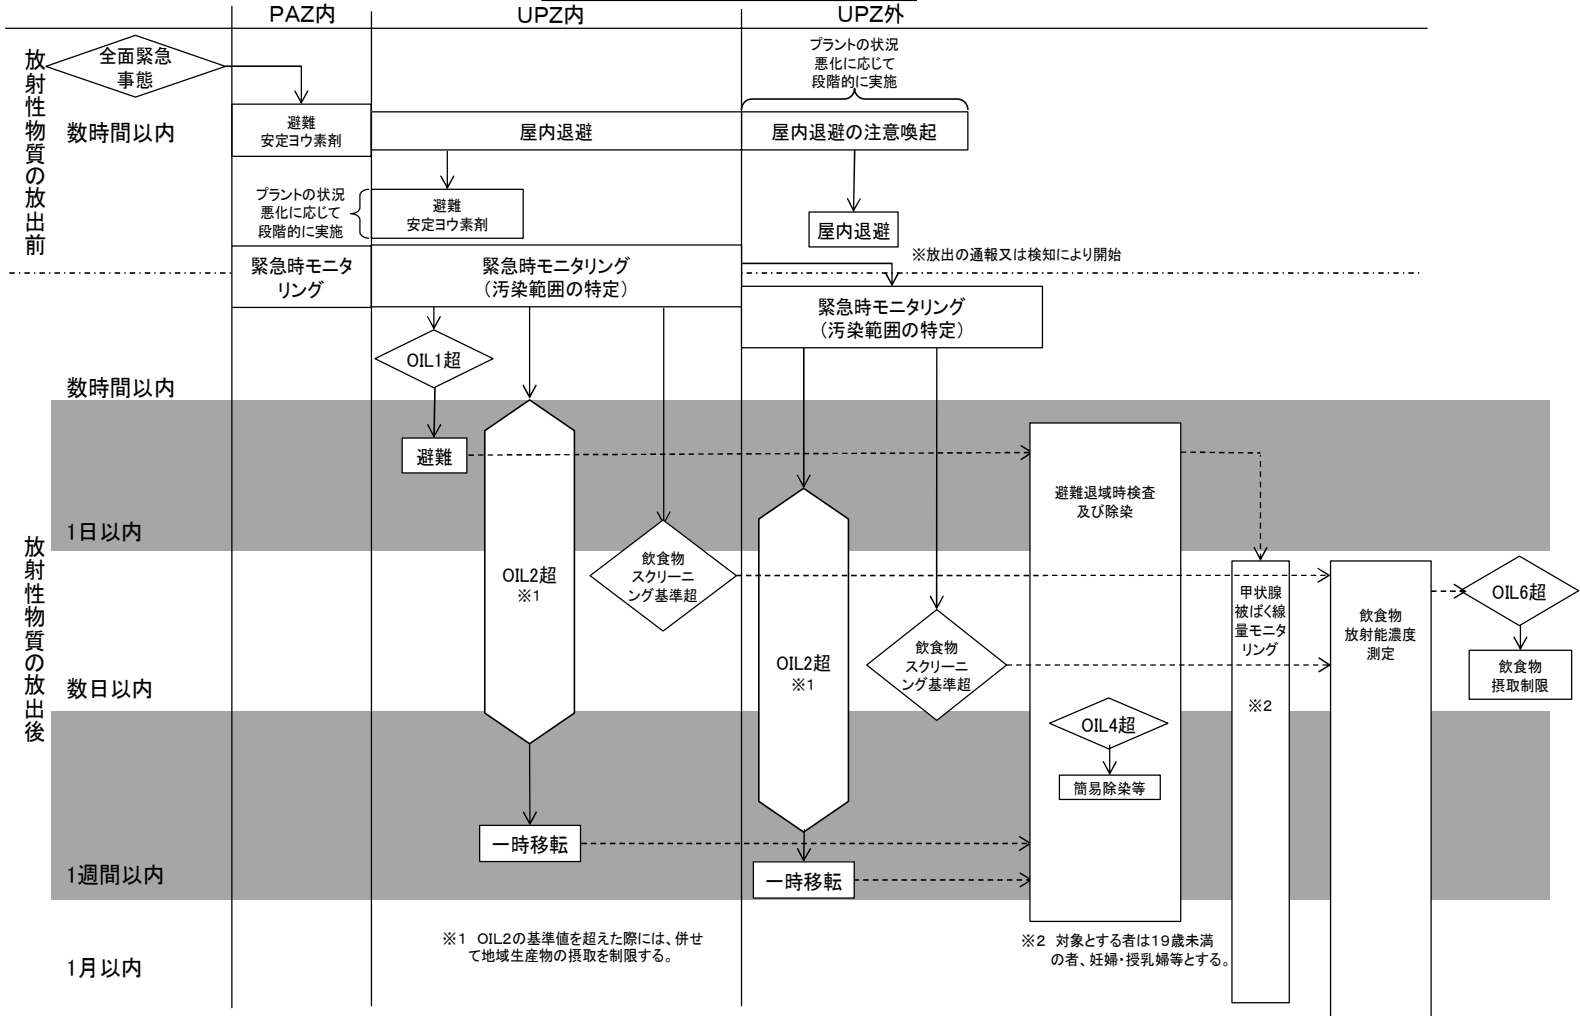 PAZ内
UPZ内
UPZ外
放射性物質の放出前
全面緊急
事態
数時間以内
避難
安定ヨウ素剤
屋内退避
プラントの状況
悪化に応じて
段階的に実施
屋内退避の注意喚起
プラントの状況
悪化に応じて
段階的に実施
避難
安定ヨウ素剤
屋内退避
※放出の通報又は検知により開始
緊急時モニタ
リング
緊急時モニタリング
（汚染範囲の特定）
緊急時モニタリング
（汚染範囲の特定）
放射性物質の放出後
数時間以内
OIL1超
避難
1日以内
OIL2超
※1
飲食物
スクリーニ
ング基準超
OIL2超
※1
飲食物
スクリーニ
ング基準超
避難退域時検査
及び除染
甲状腺
被ばく線
量モニタ
リング
※2
飲食物
放射能濃度
測定
OIL6超
飲食物
摂取制限
数日以内
OIL4超
簡易除染等
一時移転
一時移転
1週間以内
※1 OIL2の基準値を超えた際には、併せ
て地域生産物の摂取を制限する。
※2 対象とする者は19歳未満
の者、妊婦・授乳婦等とする。
1月以内